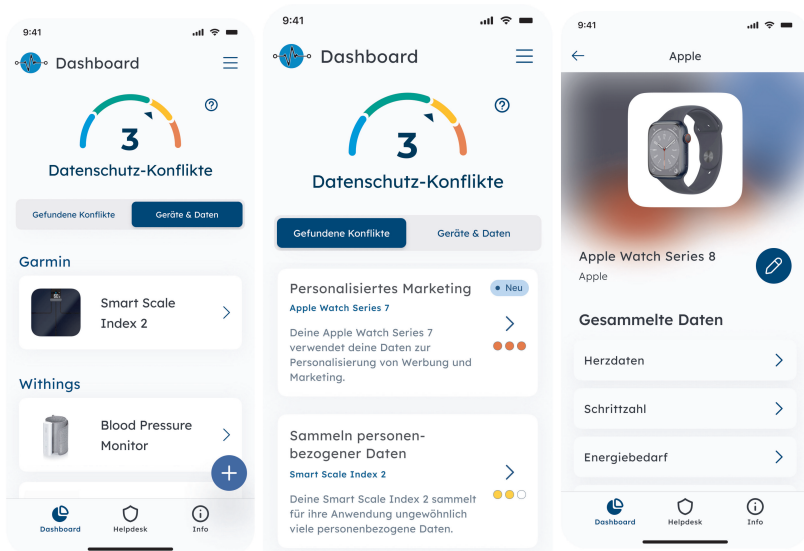 9:41
Dashboard
?
3
Datenschutz-Konflikte
Gefundene Konflikte
Geräte & Daten
Garmin
Smart Scale
Index 2
Withings
Blood Pressure
Monitor
Dashboard
Helpdesk
Info
9:41
Dashboard
?
3
Datenschutz-Konflikte
Gefundene Konflikte
Geräte & Daten
Personalisiertes Marketing
Neu
Apple Watch Series 7
Deine Apple Watch Series 7
verwendet deine Daten zur
Personalisierung von Werbung und
Marketing.
Sammeln personen-
bezogener Daten
Smart Scale Index 2
Deine Smart Scale Index 2 sammelt
für ihre Anwendung ungewöhnlich
viele personenbezogene Daten.
9:41
Apple
Apple Watch Series 8
Apple
Gesammelte Daten
Herzdaten
Schrittzahl
Energiebedarf
Dashboard
Helpdesk
Info